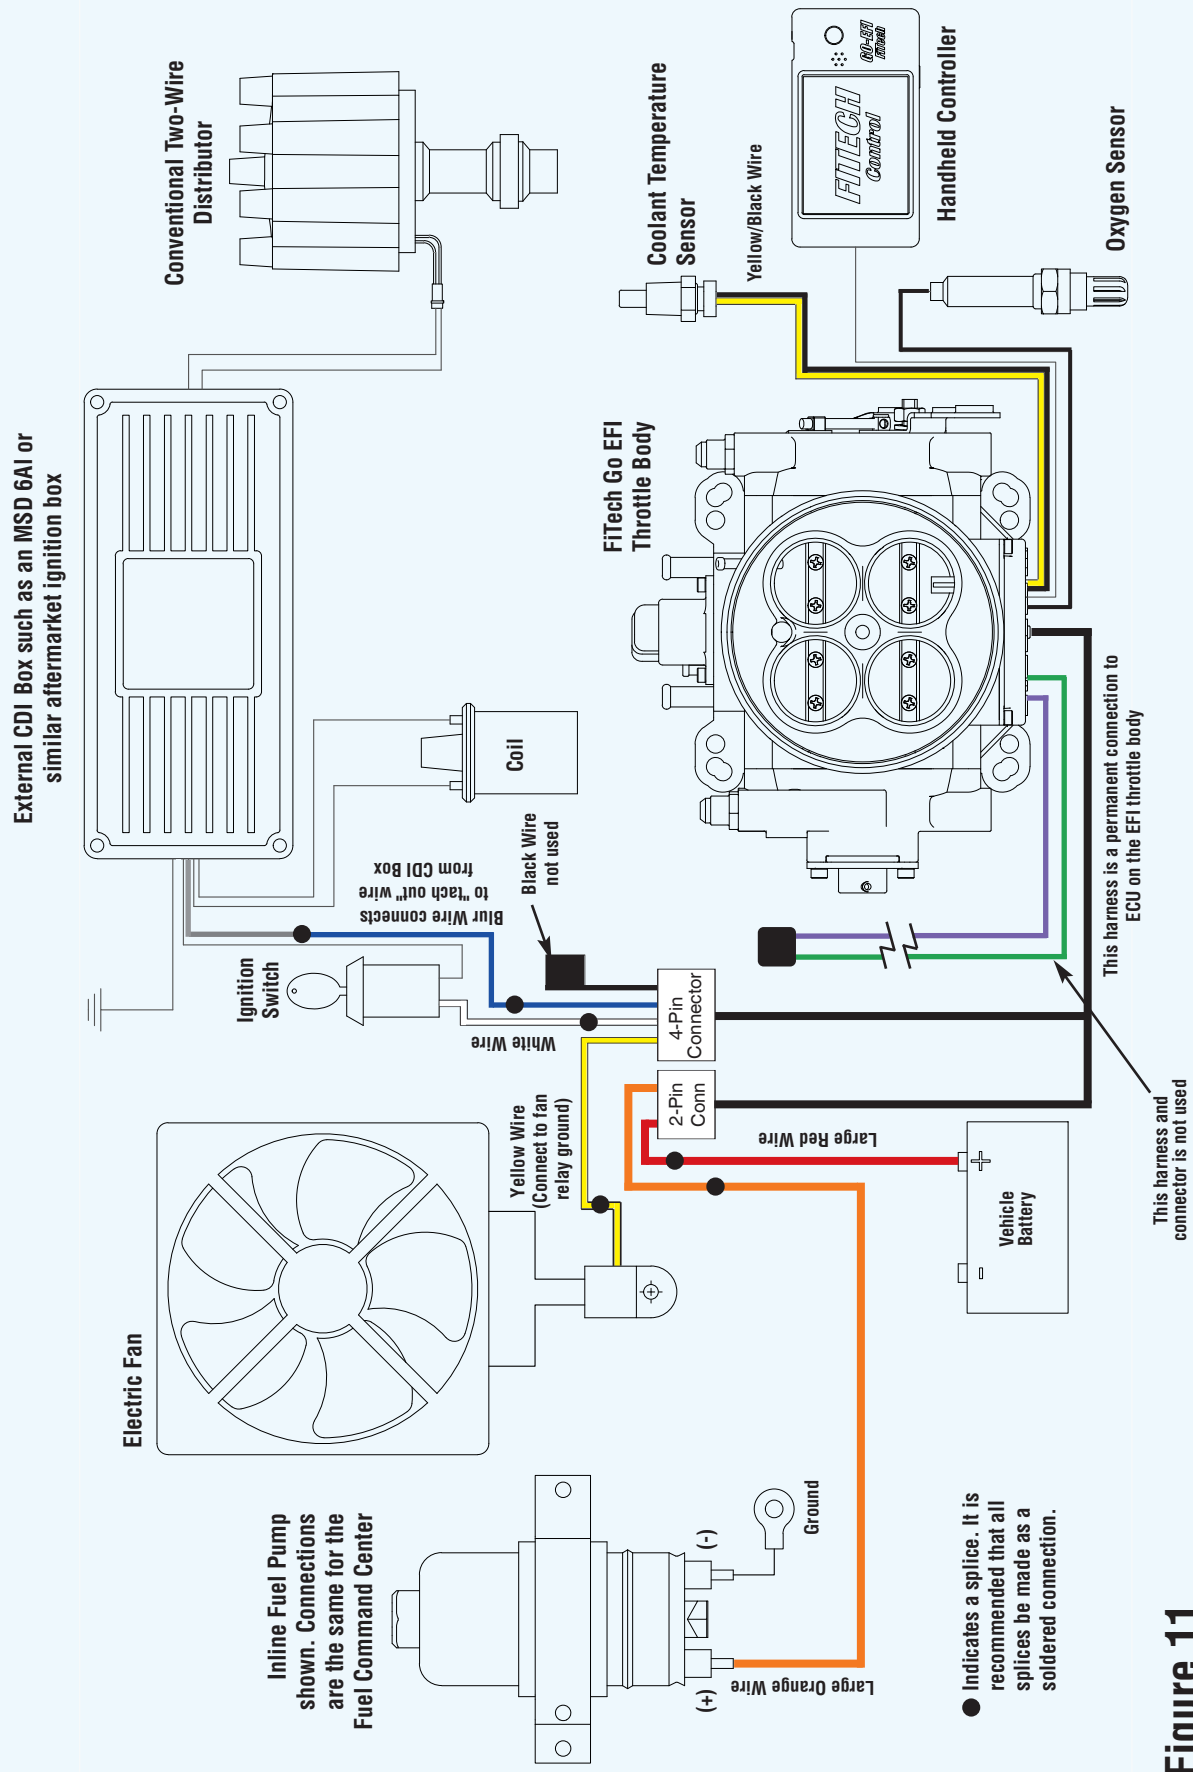 External CDI Box such as an MSD 6Al or
similar aftermarket ignition box
Conventional Two-Wire
Distributor
Coil
Ignition
Switch
Blur Wire connects
to "tach out" wire
from CDI Box
White Wire
Black Wire
not used
Electric Fan
Yellow Wire
(Connect to fan
relay ground)
4-Pin
Connector
2-Pin
Conn
Large Red Wire
Inline Fuel Pump
shown. Connections
are the same for the
Fuel Command Center
(+)
(-)
Ground
Large Orange Wire
FiTech Go EFI
Throttle Body
Coolant Temperature
Sensor
Yellow/Black Wire
FITECH
Control
GO-EFI
FiTech
Handheld Controller
Oxygen Sensor
This harness is a permanent connection to
ECU on the EFI throttle body
This harness and
connector is not used
+
-
Vehicle
Battery
Indicates a splice. It is
recommended that all
splices be made as a
soldered connection.
Figure 11